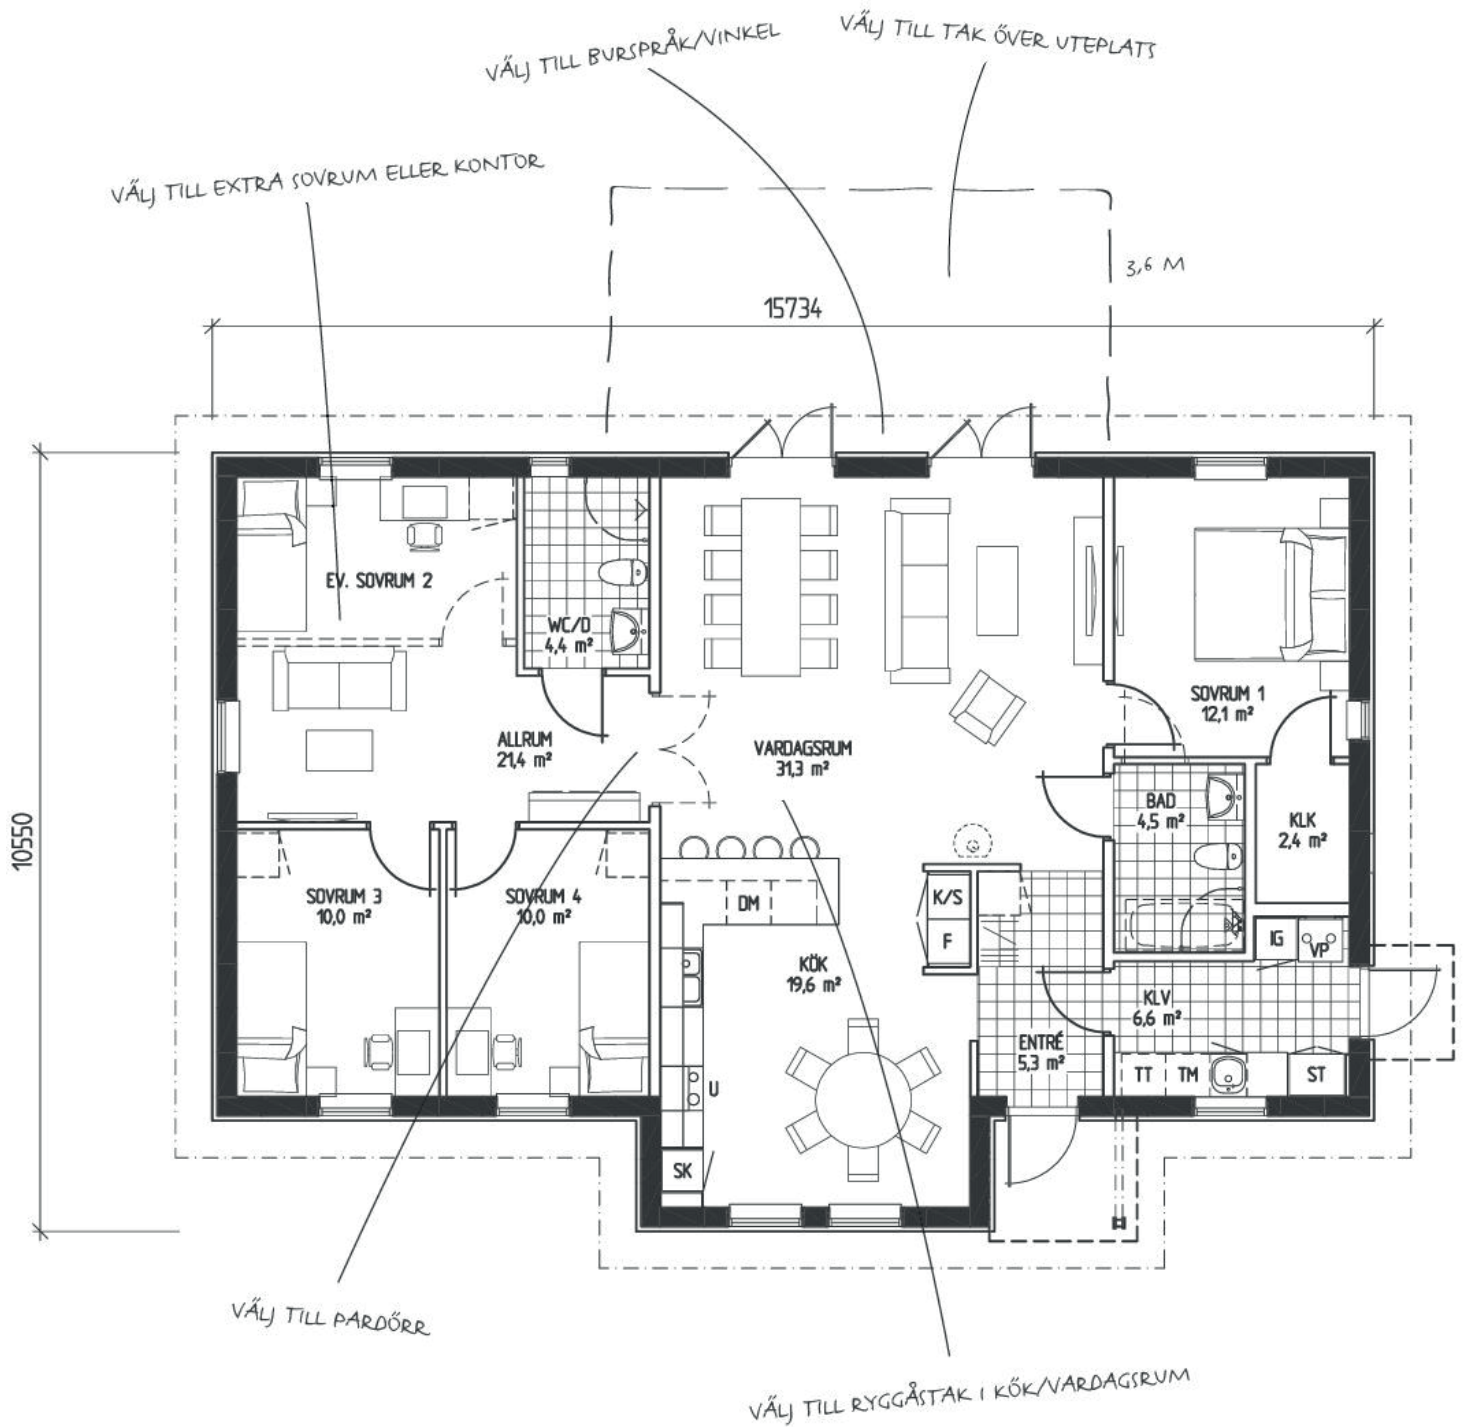 VÄLJ TILL BURSPRÅK/VINKEL
VÄLJ TILL TAK ÖVER UTEPLATS
VÄLJ TILL EXTRA SOVRUM ELLER KONTOR
3,6 M
15734
10550
EV. SOVRUM 2
WC/D
4,4 m²
SOVRUM 1
12,1 m²
ALLRUM
21,4 m²
VARDAGSRUM
31,3 m²
BAD
4,5 m²
KLK
2,4 m²
SOVRUM 3
10,0 m²
SOVRUM 4
10,0 m²
DM
K/S
F
IG
VP
KÖK
19,6 m²
KLV
6,6 m²
ENTRÉ
5,3 m²
TT
TM
ST
U
SK
VÄLJ TILL PARDÖRR
VÄLJ TILL RYGGÅSTAK I KÖK/VARDAGSRUM